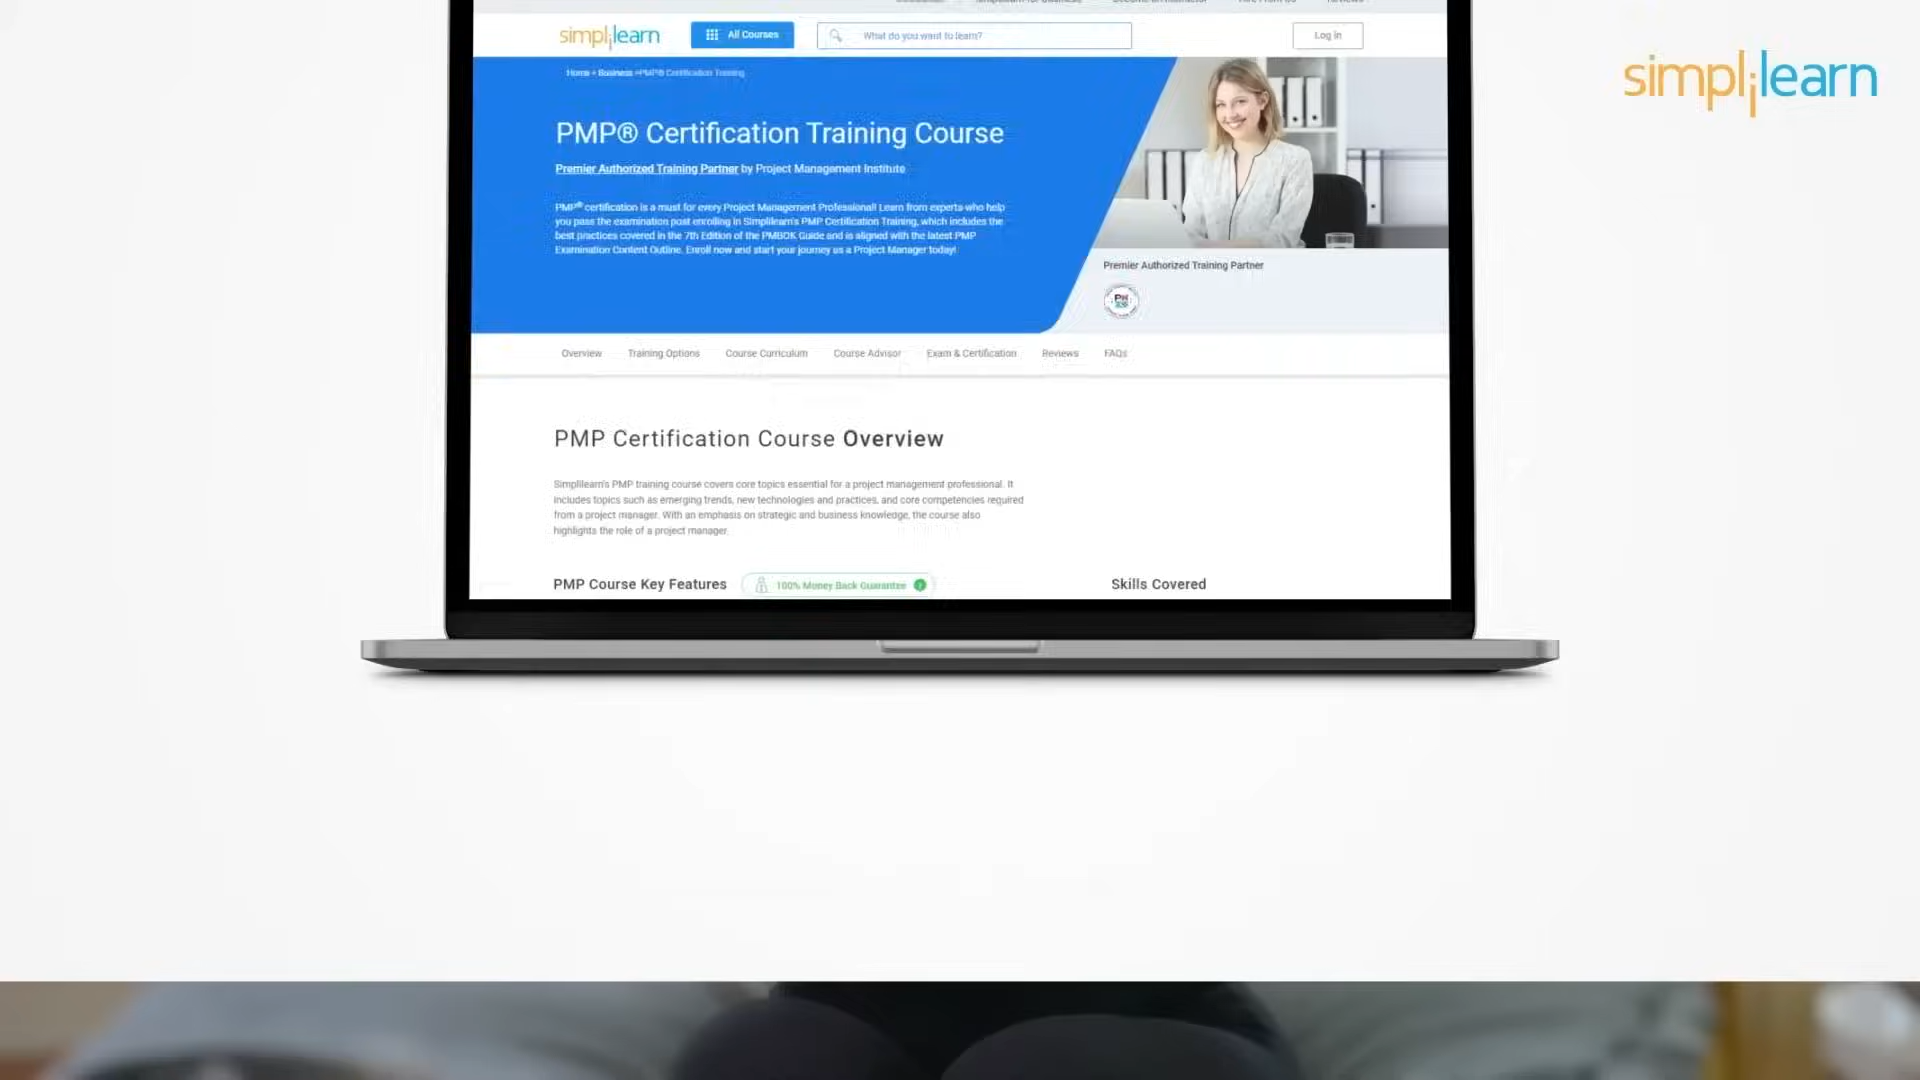 simplilearn
All Courses
What do you want to learn?
Log in
simplilearn
Home • Business •PMP® Certification Training
PMP® Certification Training Course
Premier Authorized Training Partner by Project Management Institute
PMP® certification is a must for every Project Management Professional! Learn from experts who help
you pass the examination post enrolling in Simplilearn's PMP Certification Training, which includes the
best practices covered in the 7th Edition of the PMBOK Guide and is aligned with the latest PMP
Examination Content Outline. Enroll now and start your journey us a Project Manager today!
Premier Authorized Training Partner
Overview Training Options Course Curriculum Course Advisor Exam & Certification Reviews FAQs
PMP Certification Course Overview
Simplilearn's PMP training course covers core topics essential for a project management professional. It
includes topics such as emerging trends, new technologies and practices, and core competencies required
from a project manager. With an emphasis on strategic and business knowledge, the course also
highlights the role of a project manager.
PMP Course Key Features
100% Money Back Guarantee
Skills Covered